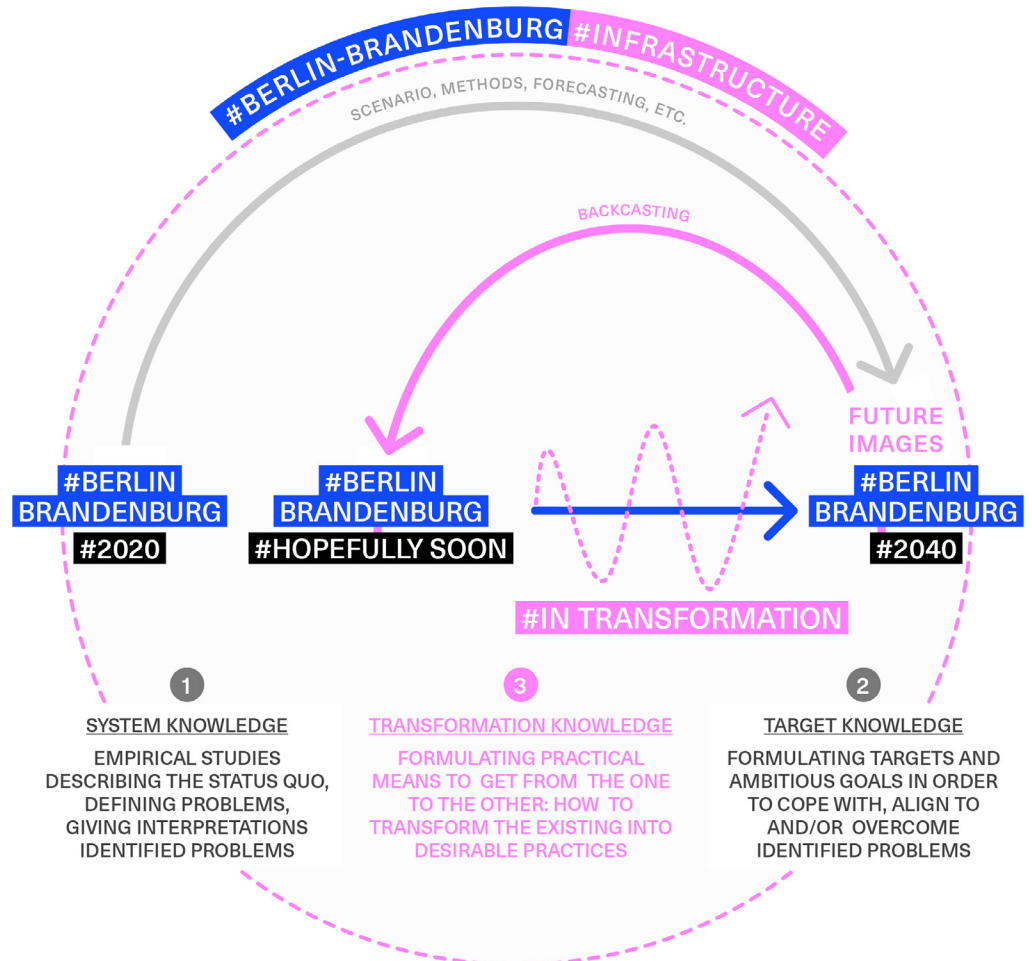 #BERLIN-BRANDENBURG #INFRASTRUCTURE
SCENARIO, METHODS, FORECASTING, ETC.
BACKCASTING
FUTURE
IMAGES
#BERLIN
BRANDENBURG
#2020
#BERLIN
BRANDENBURG
#HOPEFULLY SOON
#BERLIN
BRANDENBURG
#2040
#IN TRANSFORMATION
1
SYSTEM KNOWLEDGE
EMPIRICAL STUDIES
DESCRIBING THE STATUS QUO,
DEFINING PROBLEMS,
GIVING INTERPRETATIONS
IDENTIFIED PROBLEMS
3
TRANSFORMATION KNOWLEDGE
FORMULATING PRACTICAL
MEANS TO GET FROM THE ONE
TO THE OTHER: HOW TO
TRANSFORM THE EXISTING INTO
DESIRABLE PRACTICES
2
TARGET KNOWLEDGE
FORMULATING TARGETS AND
AMBITIOUS GOALS IN ORDER
TO COPE WITH, ALIGN TO
AND/OR OVERCOME
IDENTIFIED PROBLEMS